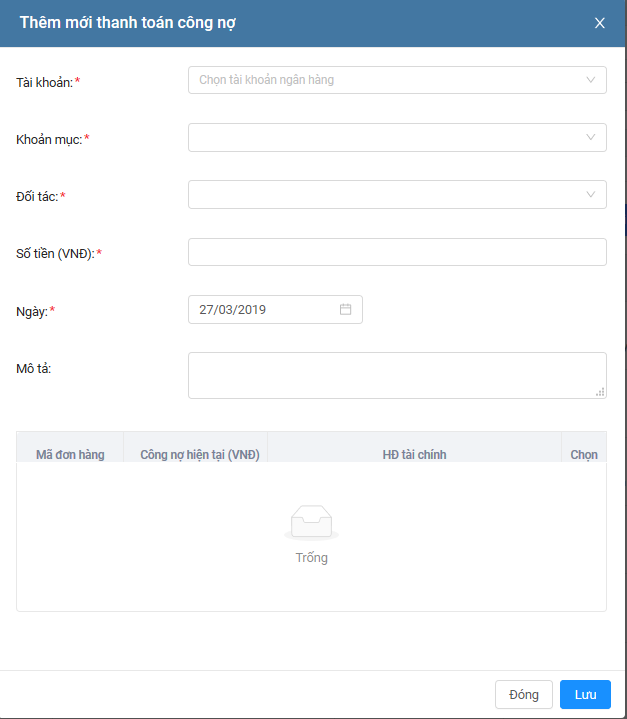 Thêm mới thanh toán công nợ
Tài khoản:* Chọn tài khoản ngân hàng
Khoản mục:*
Đối tác:*
Số tiền (VNĐ):*
Ngày:* 27/03/2019
Mô tả:
Mã đơn hàng Công nợ hiện tại (VNĐ) HĐ tài chính Chọn
Trống
Đóng Lưu